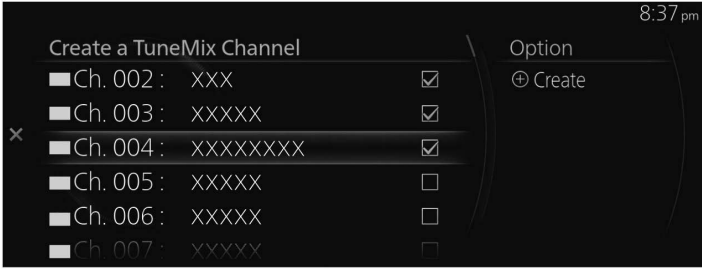 8:37 pm
Create a TuneMix Channel
Ch. 002 : XXX
Ch. 003 : XXXXX
Ch. 004 : XXXXXXXX
Ch. 005 : XXXXX
Ch. 006 : XXXXX
Ch. 007 : XXXXX
Option
Create